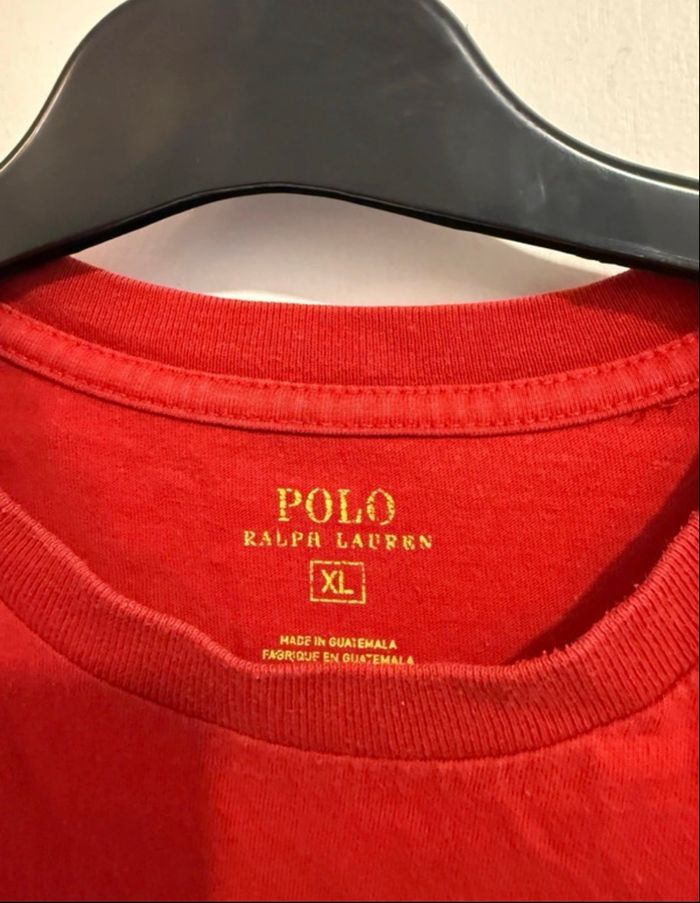 POLO
RALPH LAUREN
XL
MADE IN GUATEMALA
FABRIQUE EN GUATEMALA